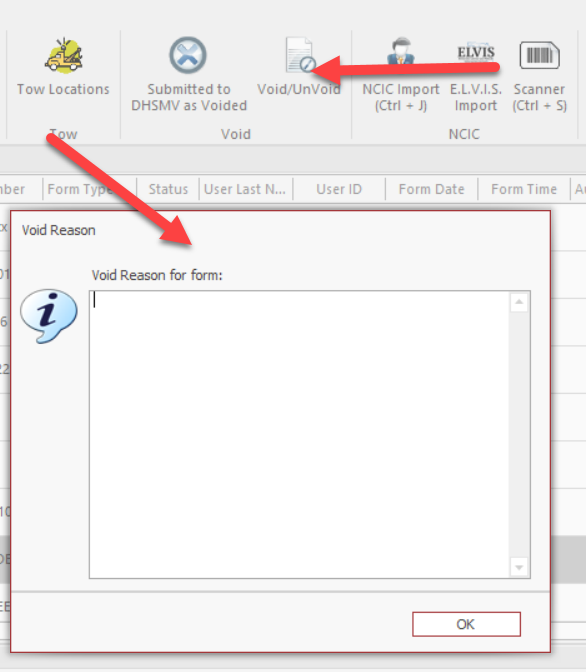 ELVIS
Tow Locations
Submitted to
DHSMV as Voided
Void/UnVoid
NCIC Import
(Ctrl + J)
E.L.V.I.S.
Import
Scanner
(Ctrl + S)
Tow
Void
NCIC
Form Type
Status
User Last N...
User ID
Form Date
Form Time
Void Reason
Void Reason for form:
OK